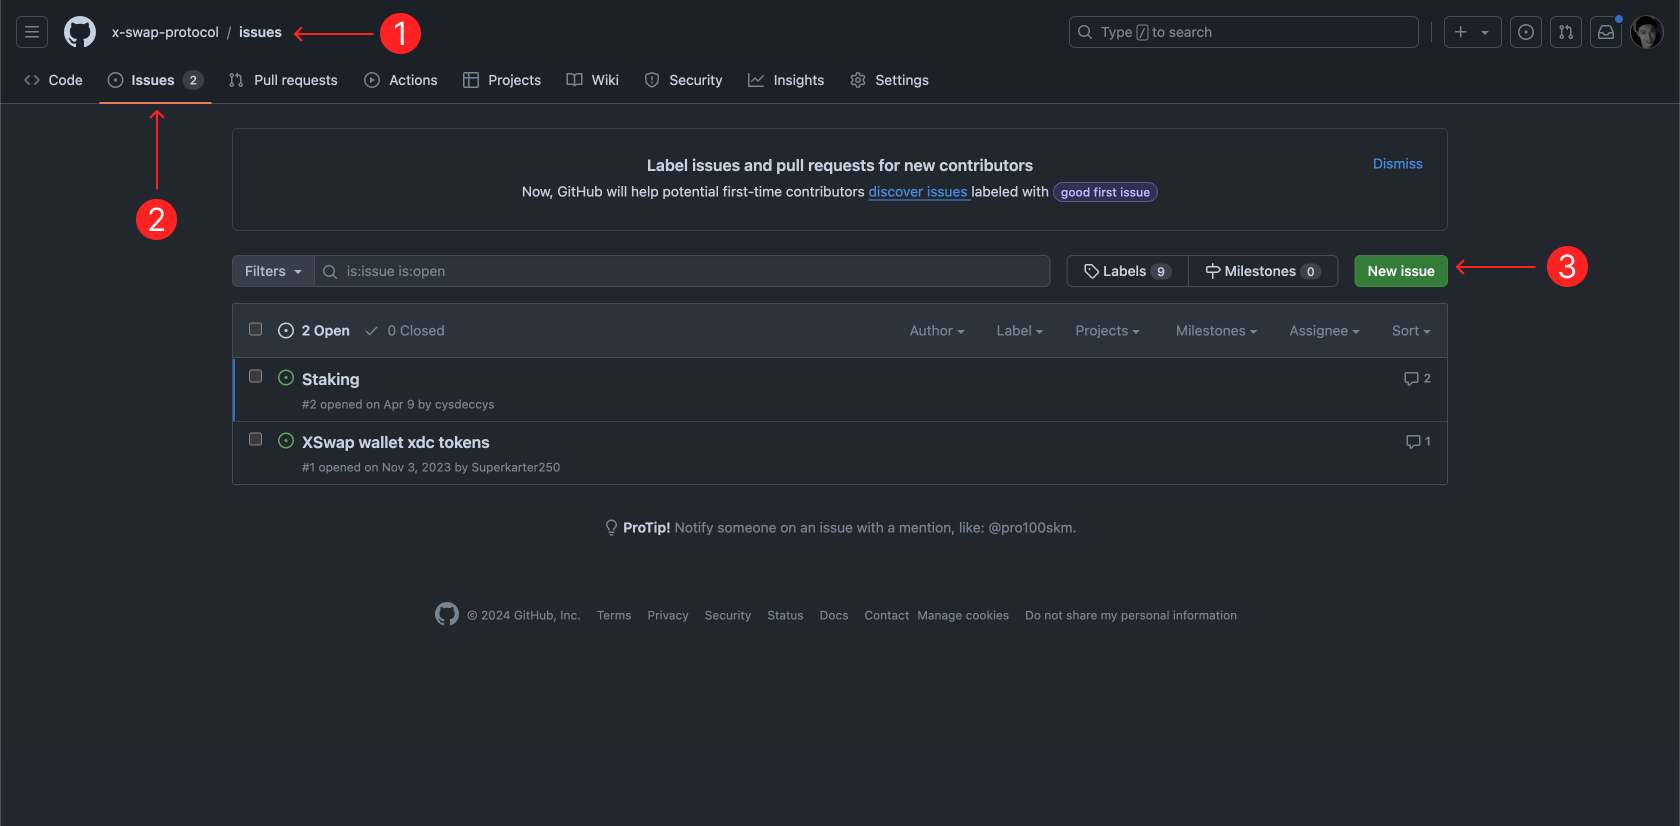 x-swap-protocol / issues
1
Type / to search
Code
Issues 2
Pull requests
Actions
Projects
Wiki
Security
Insights
Settings
2
Label issues and pull requests for new contributors
Dismiss
Now, GitHub will help potential first-time contributors discover issues labeled with good first issue
Filters
is:issue is:open
Labels 9
Milestones 0
New issue
3
2 Open
0 Closed
Author
Label
Projects
Milestones
Assignee
Sort
Staking
2
#2 opened on Apr 9 by cysdeccys
XSwap wallet xdc tokens
1
#1 opened on Nov 3, 2023 by Superkarter250
ProTip! Notify someone on an issue with a mention, like: @pro100skm.
© 2024 GitHub, Inc.
Terms
Privacy
Security
Status
Docs
Contact
Manage cookies
Do not share my personal information